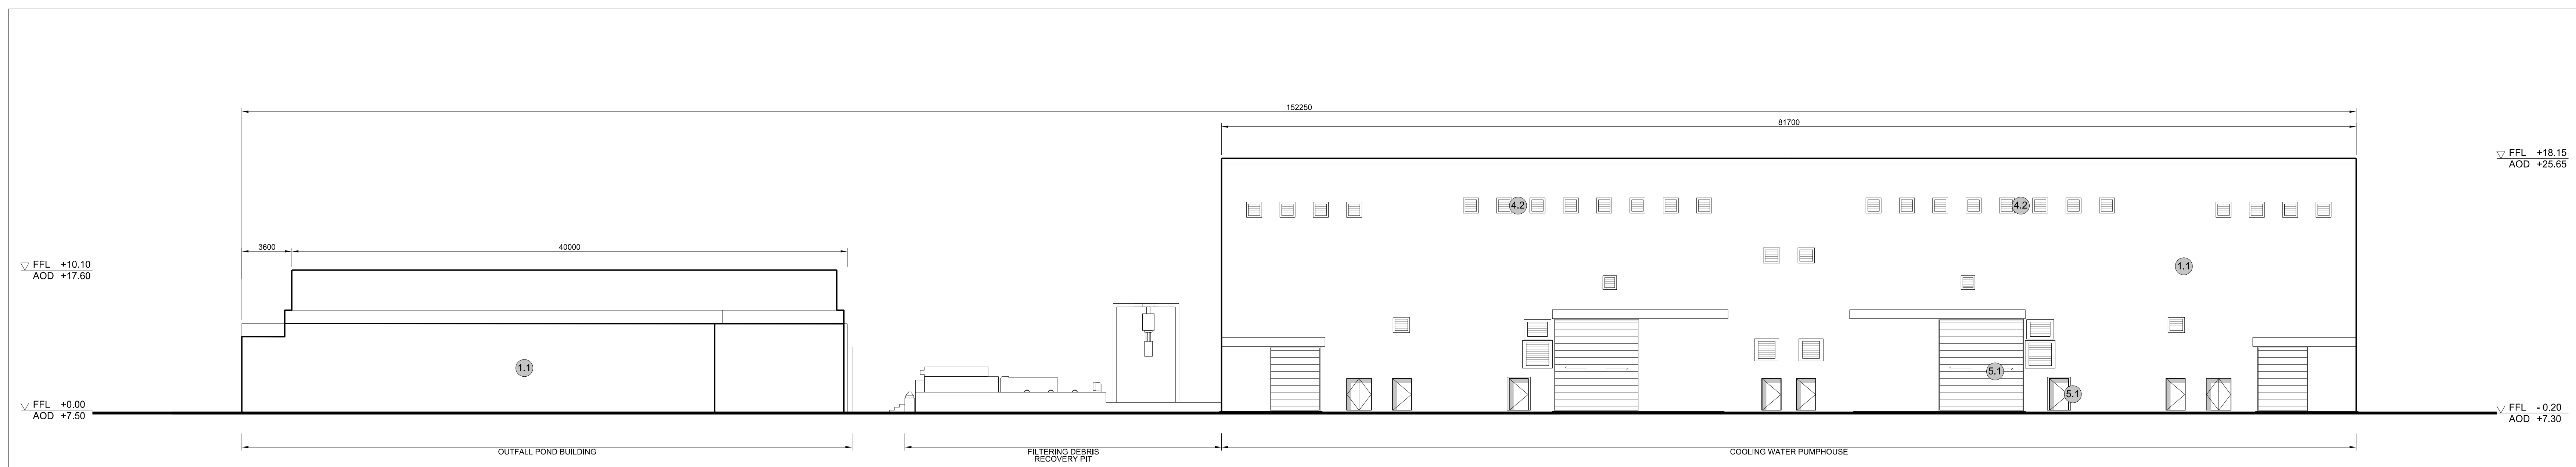 152250
81700
FFL +18.15
AOD +25.65
4.2
4.2
3600
40000
FFL +10.10
AOD +17.60
1.1
1.1
5.1
5.1
FFL +0.00
AOD +7.50
FFL - 0.20
AOD +7.30
OUTFALL POND BUILDING
FILTERING DEBRIS
RECOVERY PIT
COOLING WATER PUMPHOUSE